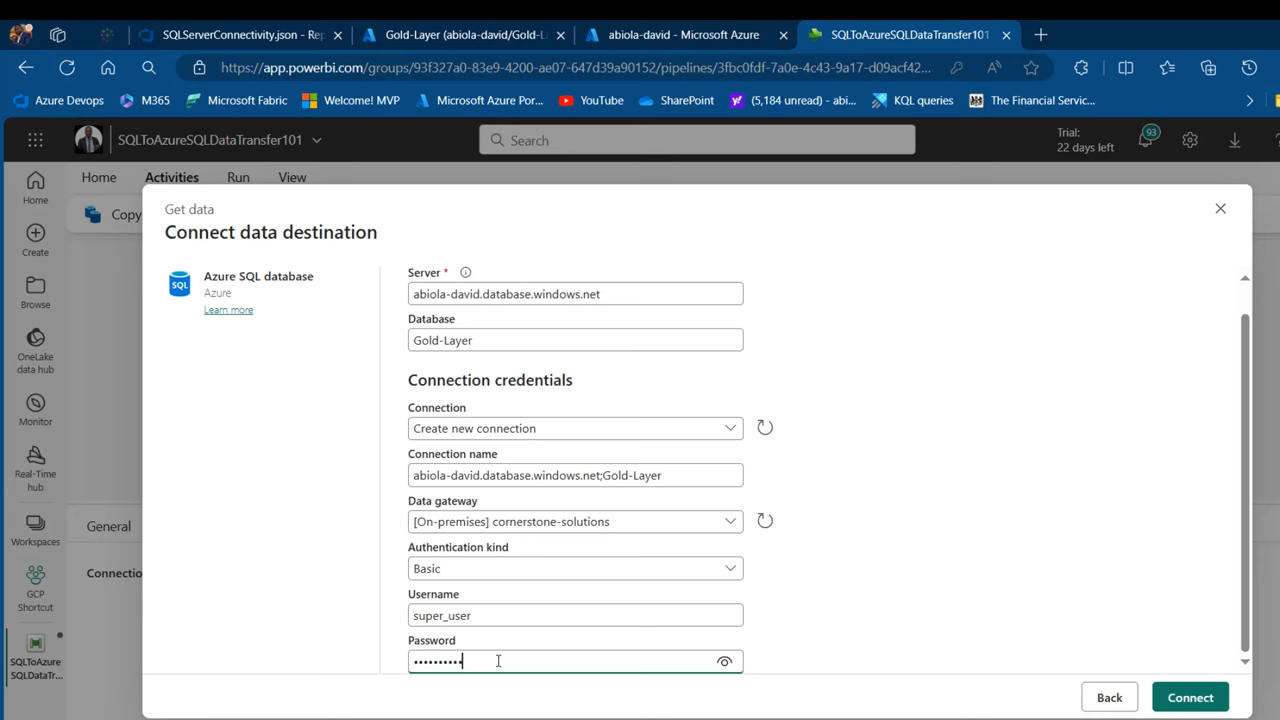 SQLServerConnectivity.json - Rep
Gold-Layer (abiola-david/Gold-L
abiola-david - Microsoft Azure
SQLToAzureSQLDataTransfer101
https://app.powerbi.com/groups/93f327a0-83e9-4200-ae07-647d39a90152/pipelines/3fbc0fdf-7a0e-4c43-9a17-d09acf42...
Azure Devops
M365
Microsoft Fabric
Welcome! MVP
Microsoft Azure Por...
YouTube
SharePoint
(5,184 unread) - abi...
KQL queries
The Financial Servic...
SQLToAzureSQLDataTransfer101
Search
Trial:
22 days left
93
Home
Activities
Run
View
Home
Create
Browse
OneLake
data hub
Monitor
Real-Time
hub
Workspaces
GCP
Shortcut
SQLToAzure
SQLDataTr...
Copy
General
Connectio
Get data
Connect data destination
SQL
Azure SQL database
Azure
Learn more
Server *
abiola-david.database.windows.net
Database
Gold-Layer
Connection credentials
Connection
Create new connection
Connection name
abiola-david.database.windows.net;Gold-Layer
Data gateway
[On-premises] cornerstone-solutions
Authentication kind
Basic
Username
super_user
Password
••••••••••
Back
Connect